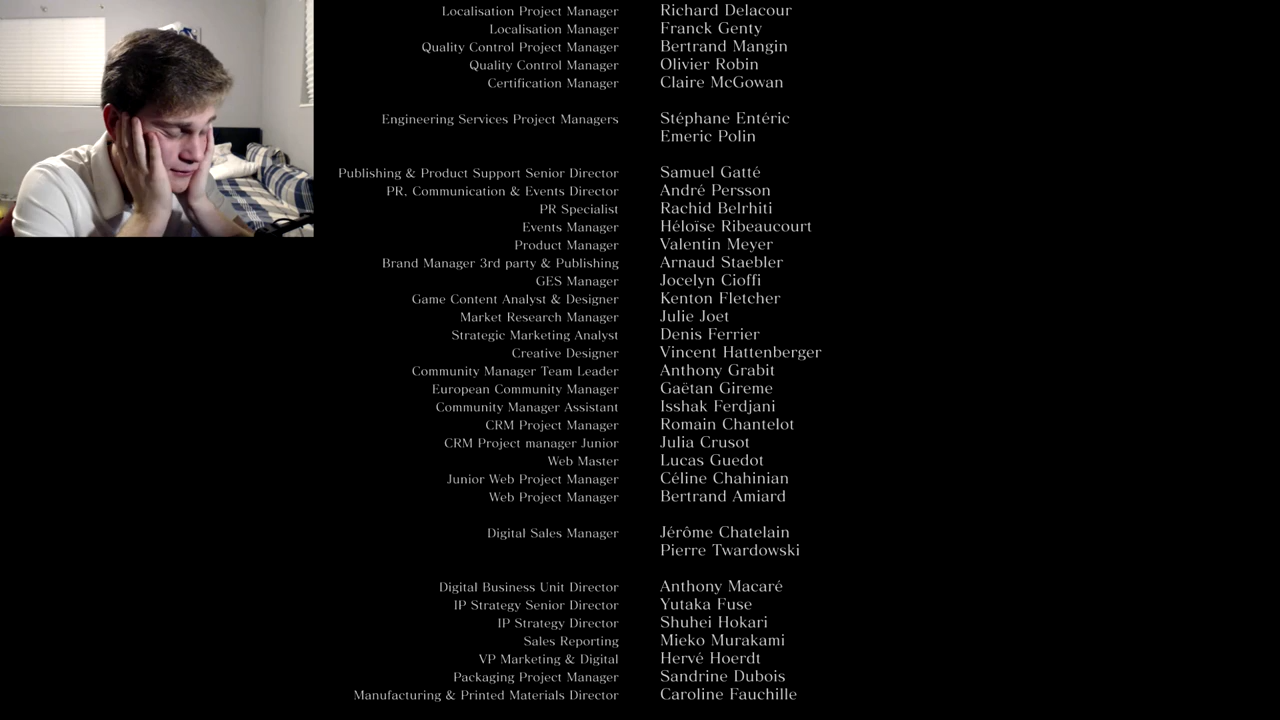 Localisation Project Manager Richard Delacour
Localisation Manager Franck Genty
Quality Control Project Manager Bertrand Mangin
Quality Control Manager Olivier Robin
Certification Manager Claire McGowan
Engineering Services Project Managers Stéphane Entéric
Emeric Polin
Publishing & Product Support Senior Director Samuel Gatté
PR, Communication & Events Director André Persson
PR Specialist Rachid Belrhiti
Events Manager Héloïse Ribeaucourt
Product Manager Valentin Meyer
Brand Manager 3rd party & Publishing Arnaud Staebler
GES Manager Jocelyn Cioffi
Game Content Analyst & Designer Kenton Fletcher
Market Research Manager Julie Joet
Strategic Marketing Analyst Denis Ferrier
Creative Designer Vincent Hattenberger
Community Manager Team Leader Anthony Grabit
European Community Manager Gaëtan Gireme
Community Manager Assistant Isshak Ferdjani
CRM Project Manager Romain Chantelot
CRM Project manager Junior Julia Crusot
Web Master Lucas Guedot
Junior Web Project Manager Céline Chahinian
Web Project Manager Bertrand Amiard
Digital Sales Manager Jérôme Chatelain
Pierre Twardowski
Digital Business Unit Director Anthony Macaré
IP Strategy Senior Director Yutaka Fuse
IP Strategy Director Shuhei Hokari
Sales Reporting Mieko Murakami
VP Marketing & Digital Hervé Hoerdt
Packaging Project Manager Sandrine Dubois
Manufacturing & Printed Materials Director Caroline Fauchille